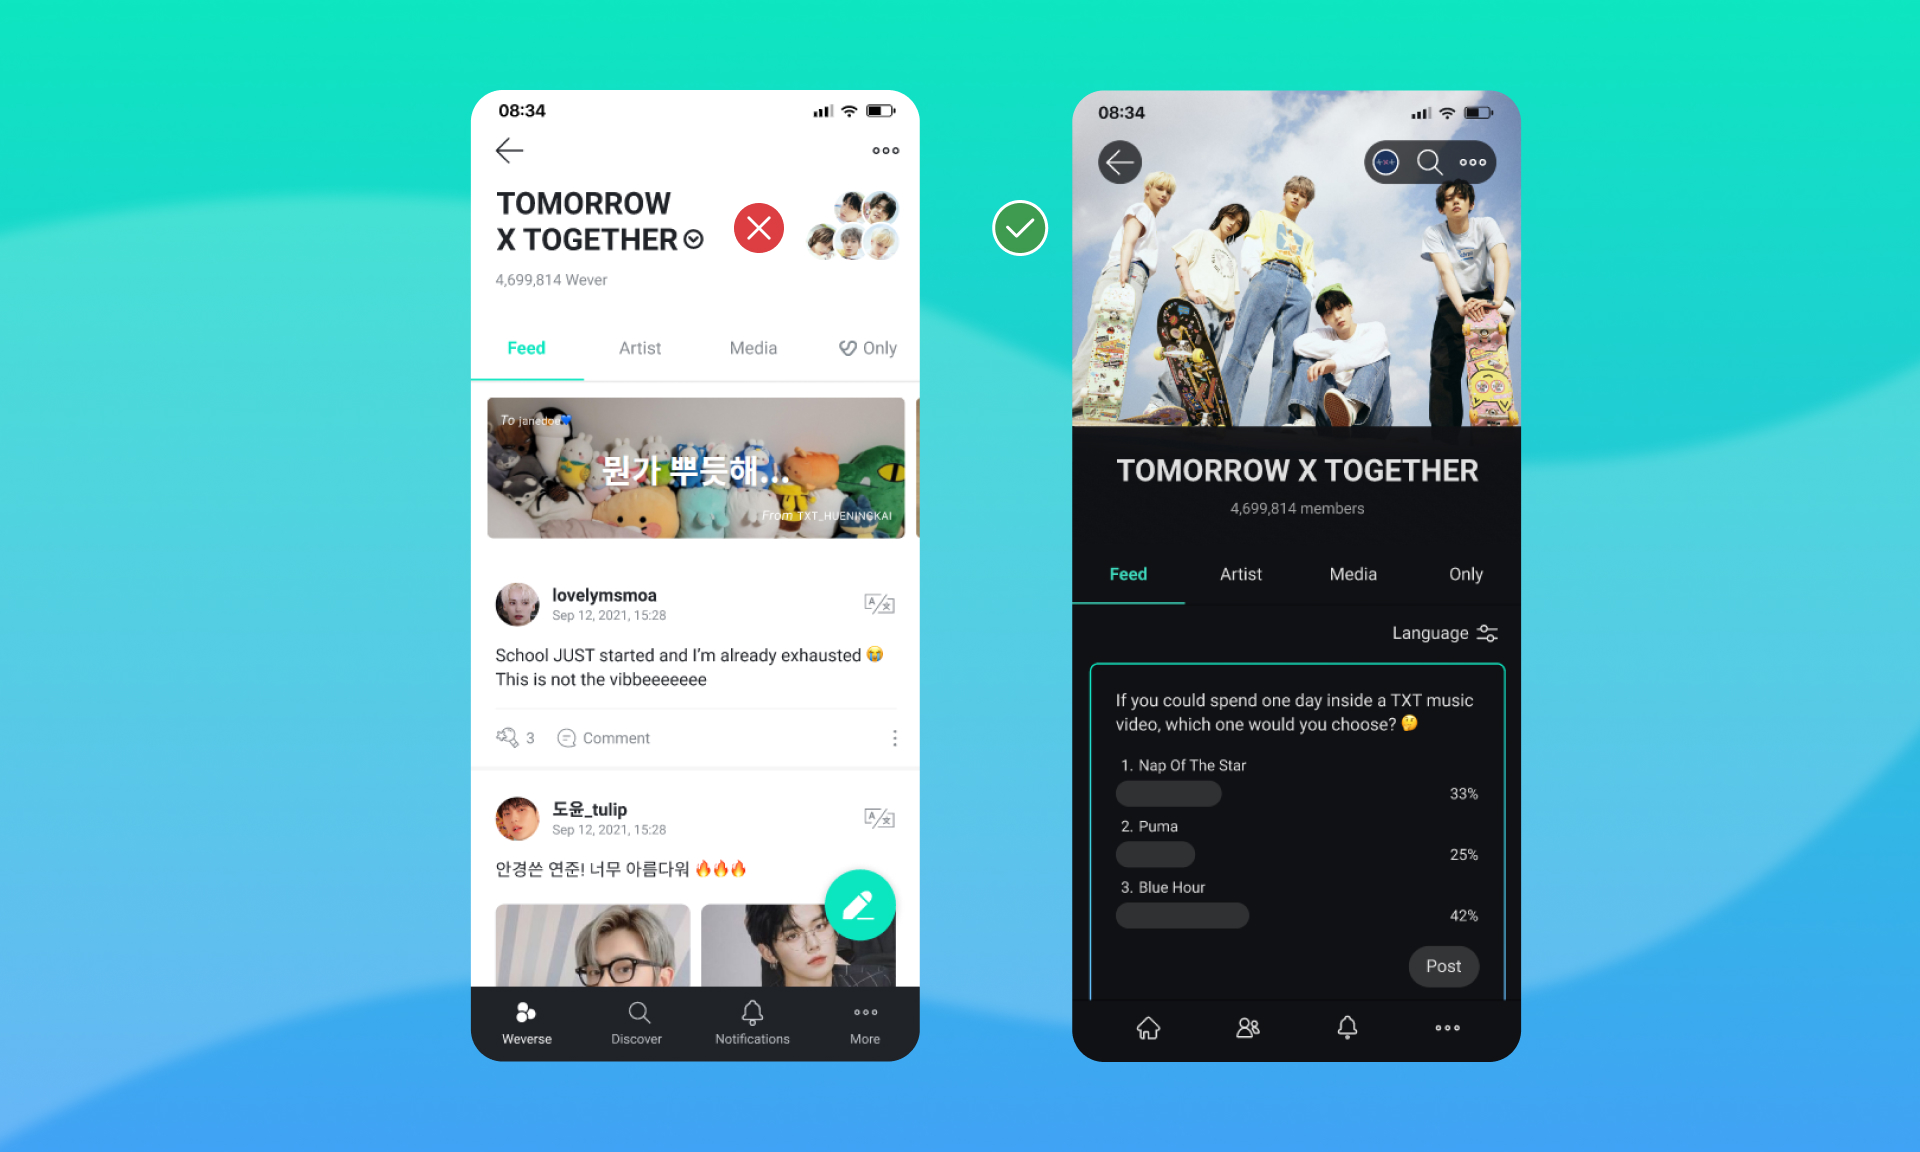 08:34
TOMORROW
X TOGETHER
4,699,814 Wever
Feed
Artist
Media
Only
To janedoe💙
뭔가 뿌듯해...
From TXT_HUENINGKAI
lovelymsmoa
Sep 12, 2021, 15:28
School JUST started and I'm already exhausted 😭
This is not the vibbeeeeeee
3
Comment
도윤_tulip
Sep 12, 2021, 15:28
안경쓴 연준! 너무 아름다워 🔥🔥🔥
Weverse
Discover
Notifications
More
08:34
TOMORROW X TOGETHER
4,699,814 members
Feed
Artist
Media
Only
Language
If you could spend one day inside a TXT music
video, which one would you choose? 🤔
1. Nap Of The Star
33%
2. Puma
25%
3. Blue Hour
42%
Post